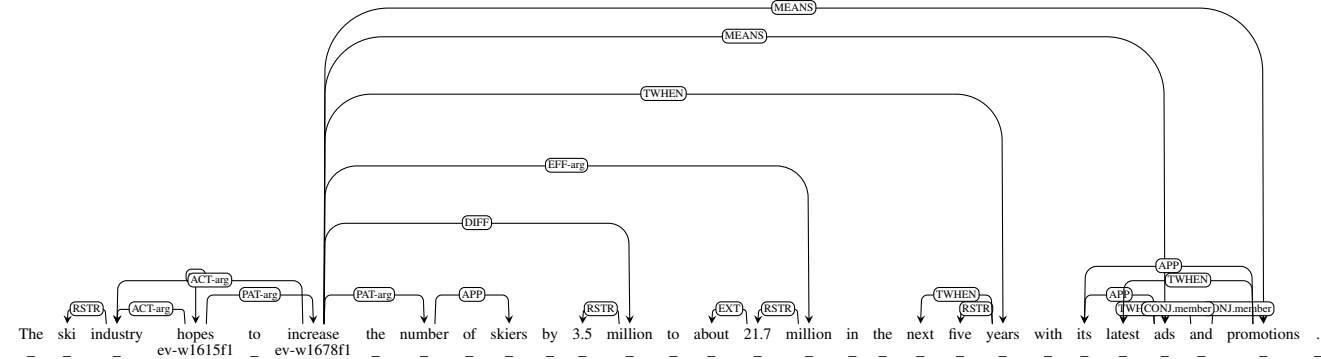 MEANS
MEANS
TWHEN
EFF-arg
DIFF
APP
ACT-arg TWHEN
PAT-arg PAT-arg APP TWHEN APP
RSTR ACT-arg RSTR EXT RSTR RSTR CONJ.member
The ski industry hopes to increase the number of skiers by 3.5 million to about 21.7 million in the next five years with its latest ads and promotions .
ev-w1615f1 ev-w1678f1
_ _ _ _ _ _ _ _ _ _ _ _ _ _ _ _ _ _ _ _ _ _ _ _ _ _